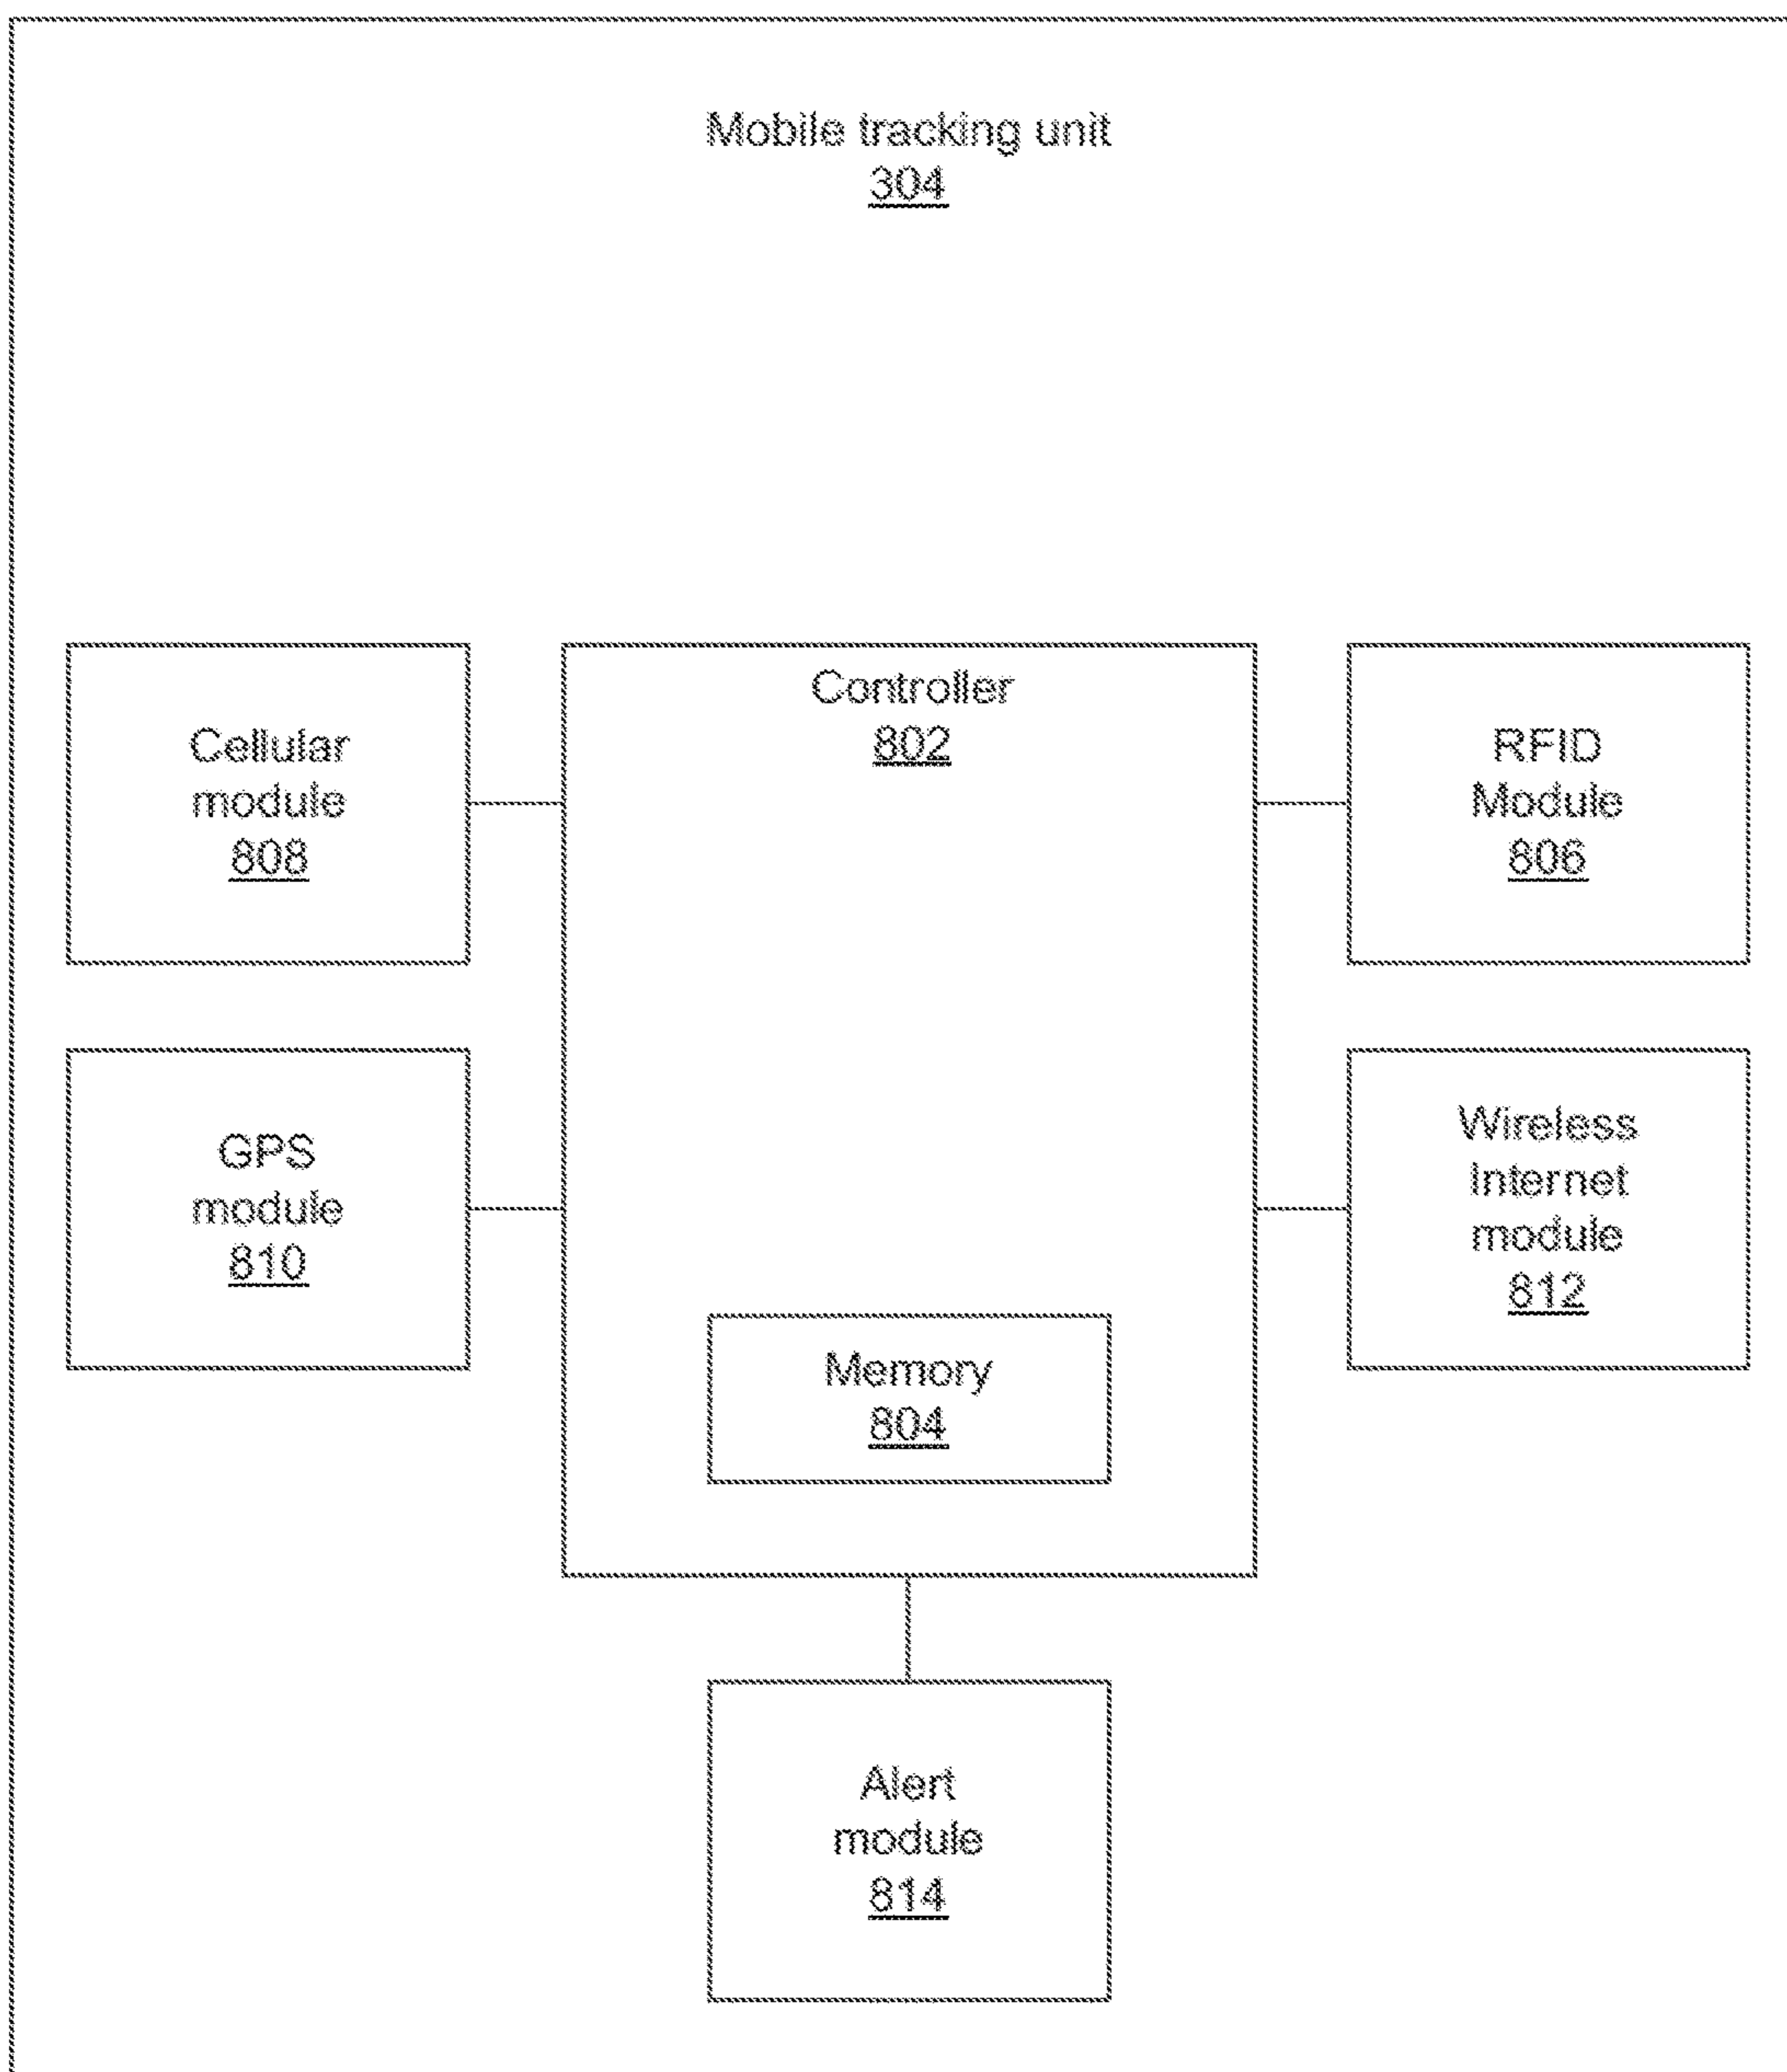 Mobile tracking unit
304
Controller
802
Cellular
module
808
RFID
Module
806
GPS
module
810
Wireless
Internet
module
812
Memory
804
Alert
module
814